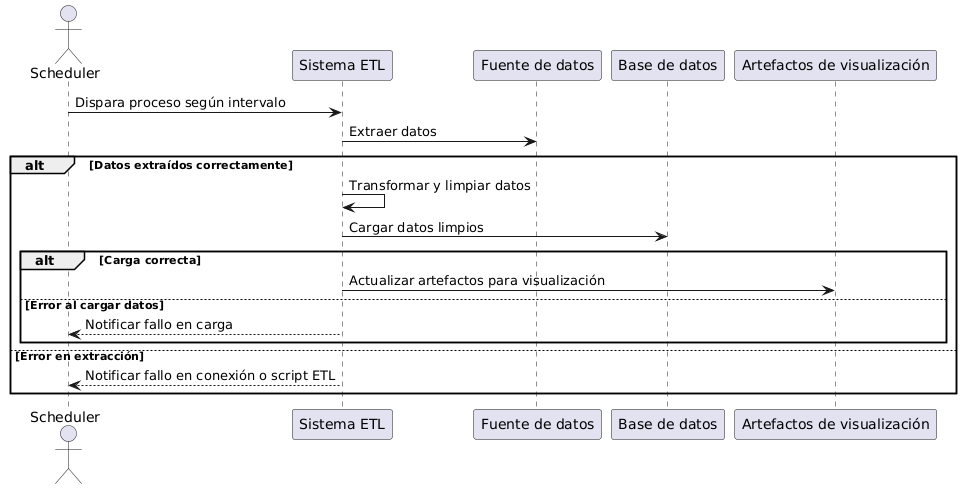 Scheduler
Sistema ETL
Fuente de datos
Base de datos
Artefactos de visualización
Dispara proceso según intervalo
Extraer datos
alt
[Datos extraídos correctamente]
Transformar y limpiar datos
Cargar datos limpios
alt
[Carga correcta]
Actualizar artefactos para visualización
[Error al cargar datos]
Notificar fallo en carga
[Error en extracción]
Notificar fallo en conexión o script ETL
Scheduler
Sistema ETL
Fuente de datos
Base de datos
Artefactos de visualización